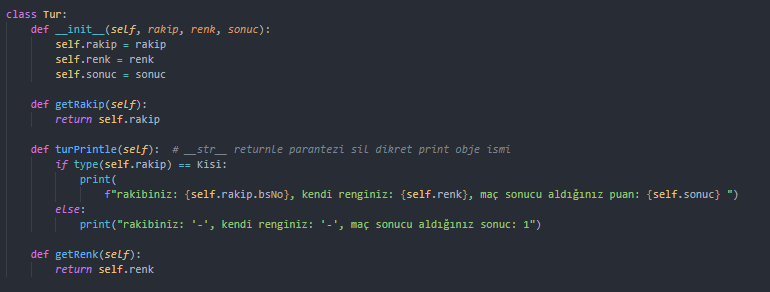 class Tur:
    def __init__(self, rakip, renk, sonuc):
        self.rakip = rakip
        self.renk = renk
        self.sonuc = sonuc
    def getRakip(self):
        return self.rakip
    def turPrintle(self):  # __str__ returnle parantezi sil dikret print obje ismi
        if type(self.rakip) == Kisi:
            print(
                f"rakibiniz: {self.rakip.bsNo}, kendi renginiz: {self.renk}, maç sonucu aldığınız puan: {self.sonuc} ")
        else:
            print("rakibiniz: '-', kendi renginiz: '-', maç sonucu aldığınız sonuc: 1")
    def getRenk(self):
        return self.renk